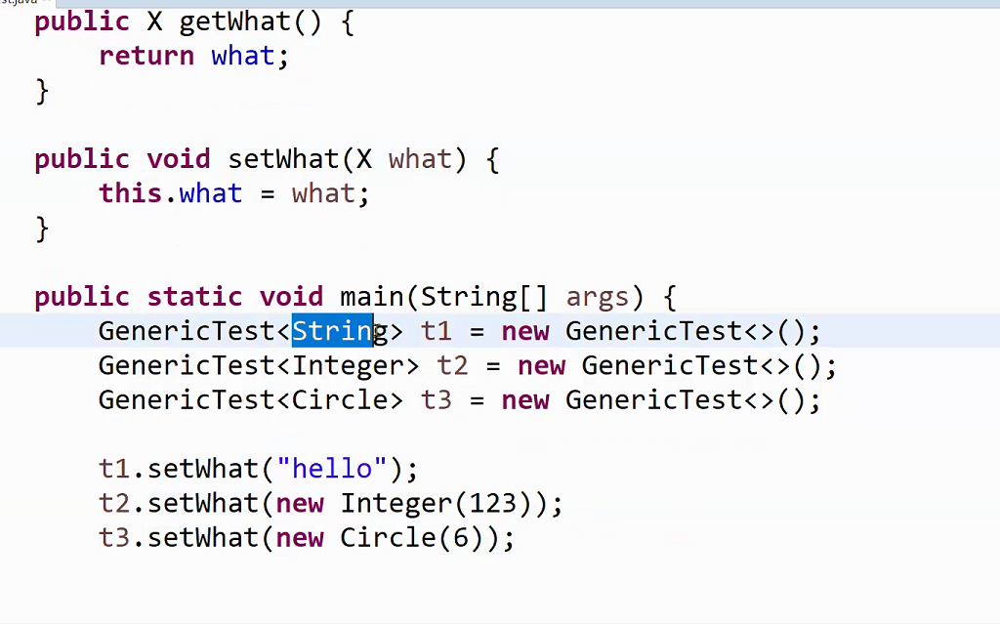 st.java
public X getWhat() {
return what;
}
public void setWhat(X what) {
this.what = what;
}
public static void main(String[] args) {
GenericTest<String> t1 = new GenericTest<>();
GenericTest<Integer> t2 = new GenericTest<>();
GenericTest<Circle> t3 = new GenericTest<>();
t1.setWhat("hello");
t2.setWhat(new Integer(123));
t3.setWhat(new Circle(6));